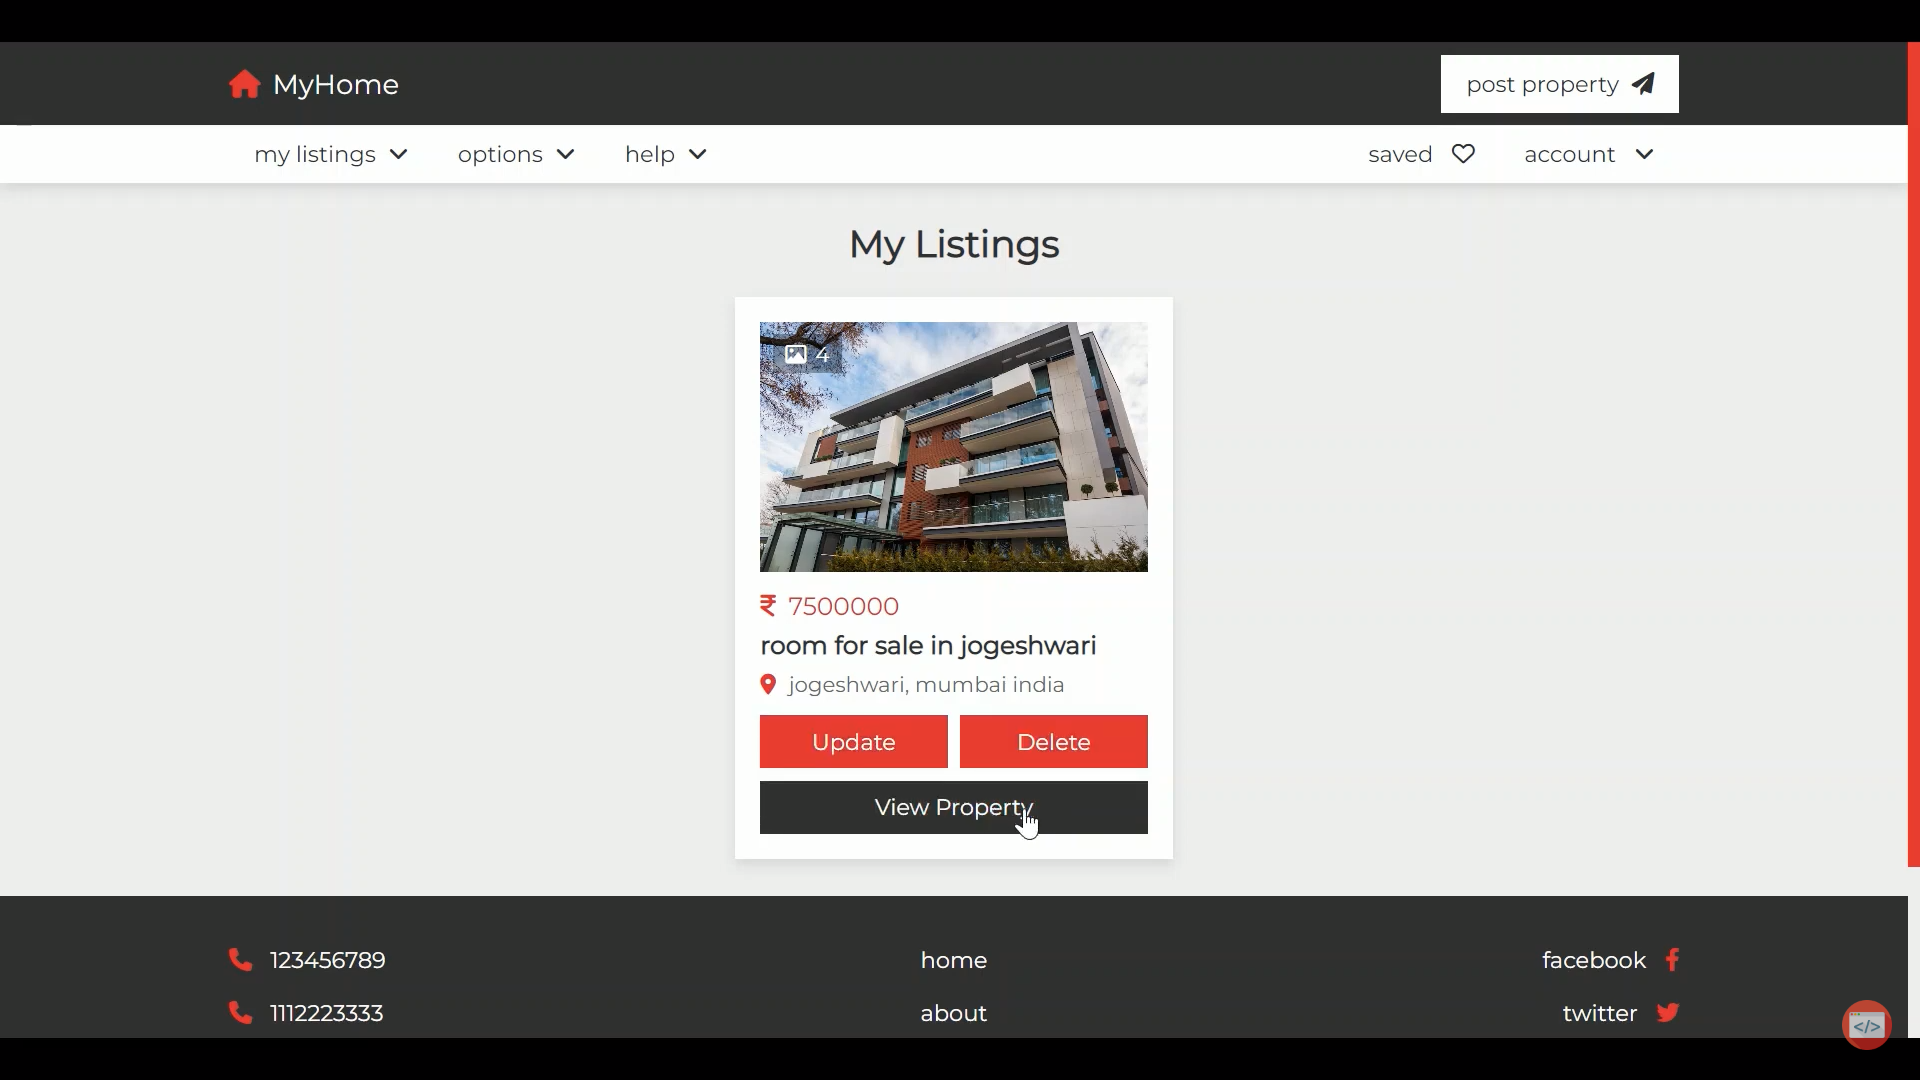 MyHome
post property
my listings
options
help
saved
account
My Listings
4
₹ 7500000
room for sale in jogeshwari
jogeshwari, mumbai india
Update
Delete
View Property
123456789
home
facebook
1112223333
about
twitter
</>